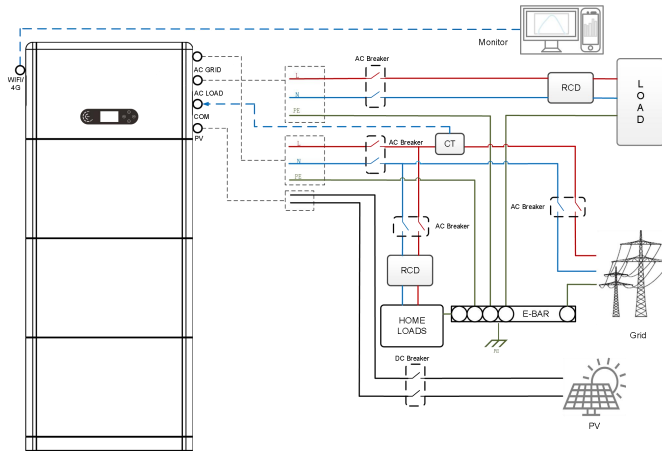 Monitor
WIFI/
4G
AC GRID
AC LOAD
COM
PV
AC Breaker
L
N
PE
RCD
L
O
A
D
AC Breaker
L
N
PE
CT
AC Breaker
AC Breaker
RCD
HOME
LOADS
E-BAR
Grid
DC Breaker
PV